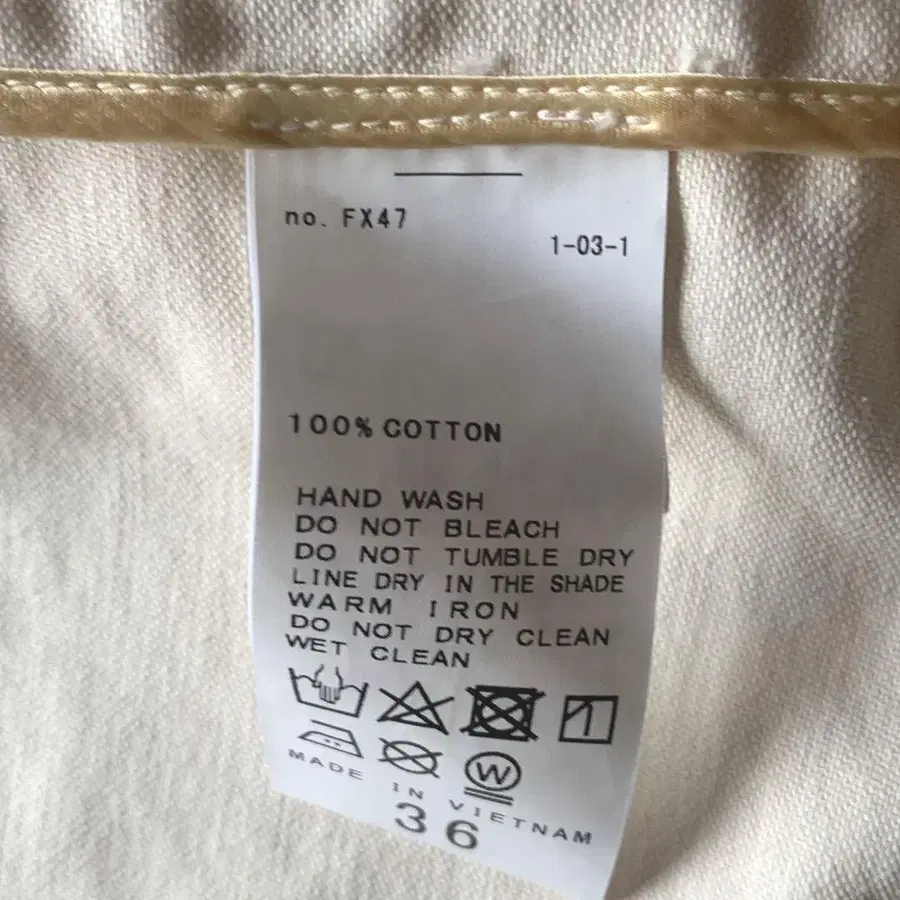 no. FX47
1-03-1
100% COTTON
HAND WASH
DO NOT BLEACH
DO NOT TUMBLE DRY
LINE DRY IN THE SHADE
WARM IRON
DO NOT DRY CLEAN
WET CLEAN
W
MADE IN VIETNAM
36